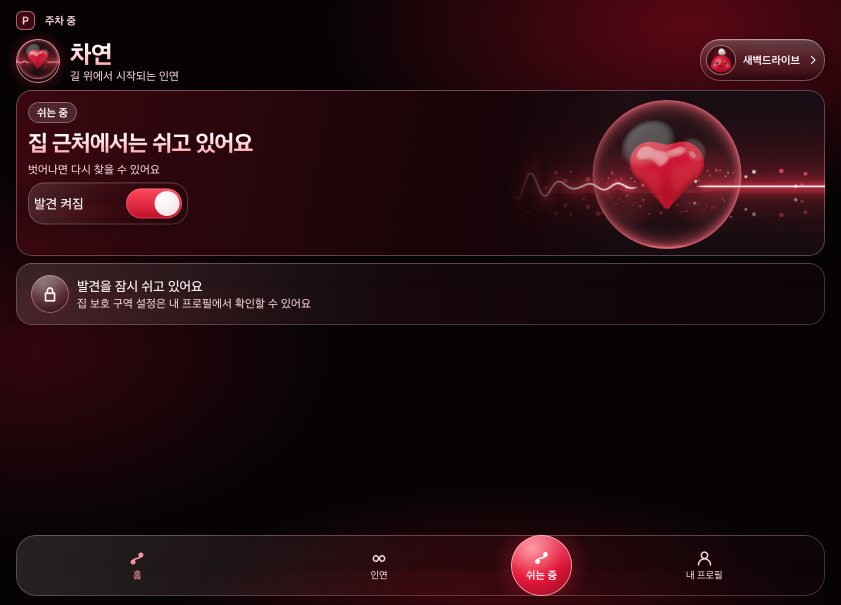 P 주차 중
차연
길 위에서 시작되는 인연
새벽드라이브
쉬는 중
집 근처에서는 쉬고 있어요
벗어나면 다시 찾을 수 있어요
발견 켜짐
발견을 잠시 쉬고 있어요
집 보호 구역 설정은 내 프로필에서 확인할 수 있어요
홈
인연
쉬는 중
내 프로필